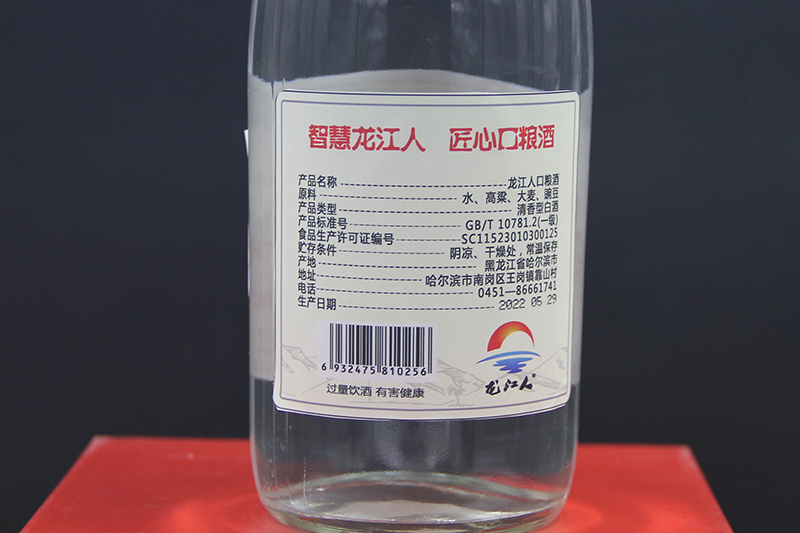 智慧龙江人 匠心口粮酒
产品名称 龙江人口粮酒
原料 水、高粱、大麦、豌豆
产品类型 清香型白酒
产品标准号 GB/T 10781.2(一级)
食品生产许可证编号 SC11523010300125
贮存条件 阴凉、干燥处，常温保存
产地 黑龙江省哈尔滨市
地址 哈尔滨市南岗区王岗镇靠山村
电话 0451—86661741
生产日期 2022 05 29
6 932475 810256
过量饮酒 有害健康
龙江人